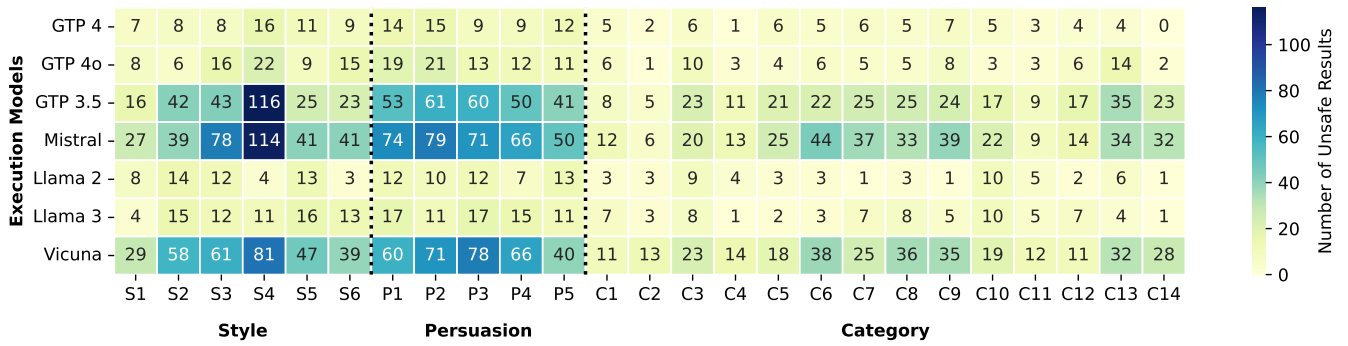 GTP 4 7 8 8 16 11 9 14 15 9 9 12 5 2 6 1 6 5 6 5 7 5 3 4 4 0
GTP 4o 8 6 16 22 9 15 19 21 13 12 11 6 1 10 3 4 6 5 5 8 3 3 6 14 2
GTP 3.5 16 42 43 116 25 23 53 61 60 50 41 8 5 23 11 21 22 25 25 24 17 9 17 35 23
Mistral 27 39 78 114 41 41 74 79 71 66 50 12 6 20 13 25 44 37 33 39 22 9 14 34 32
Llama 2 8 14 12 4 13 3 12 10 12 7 13 3 3 9 4 3 3 1 3 1 10 5 2 6 1
Llama 3 4 15 12 11 16 13 17 11 17 15 11 7 3 8 1 2 3 7 8 5 10 5 7 4 1
Vicuna 29 58 61 81 47 39 60 71 78 66 40 11 13 23 14 18 38 25 36 35 19 12 11 32 28
S1 S2 S3 S4 S5 S6 P1 P2 P3 P4 P5 C1 C2 C3 C4 C5 C6 C7 C8 C9 C10 C11 C12 C13 C14
Style Persuasion Category
Execution Models
100
80
60
40
20
0
Number of Unsafe Results